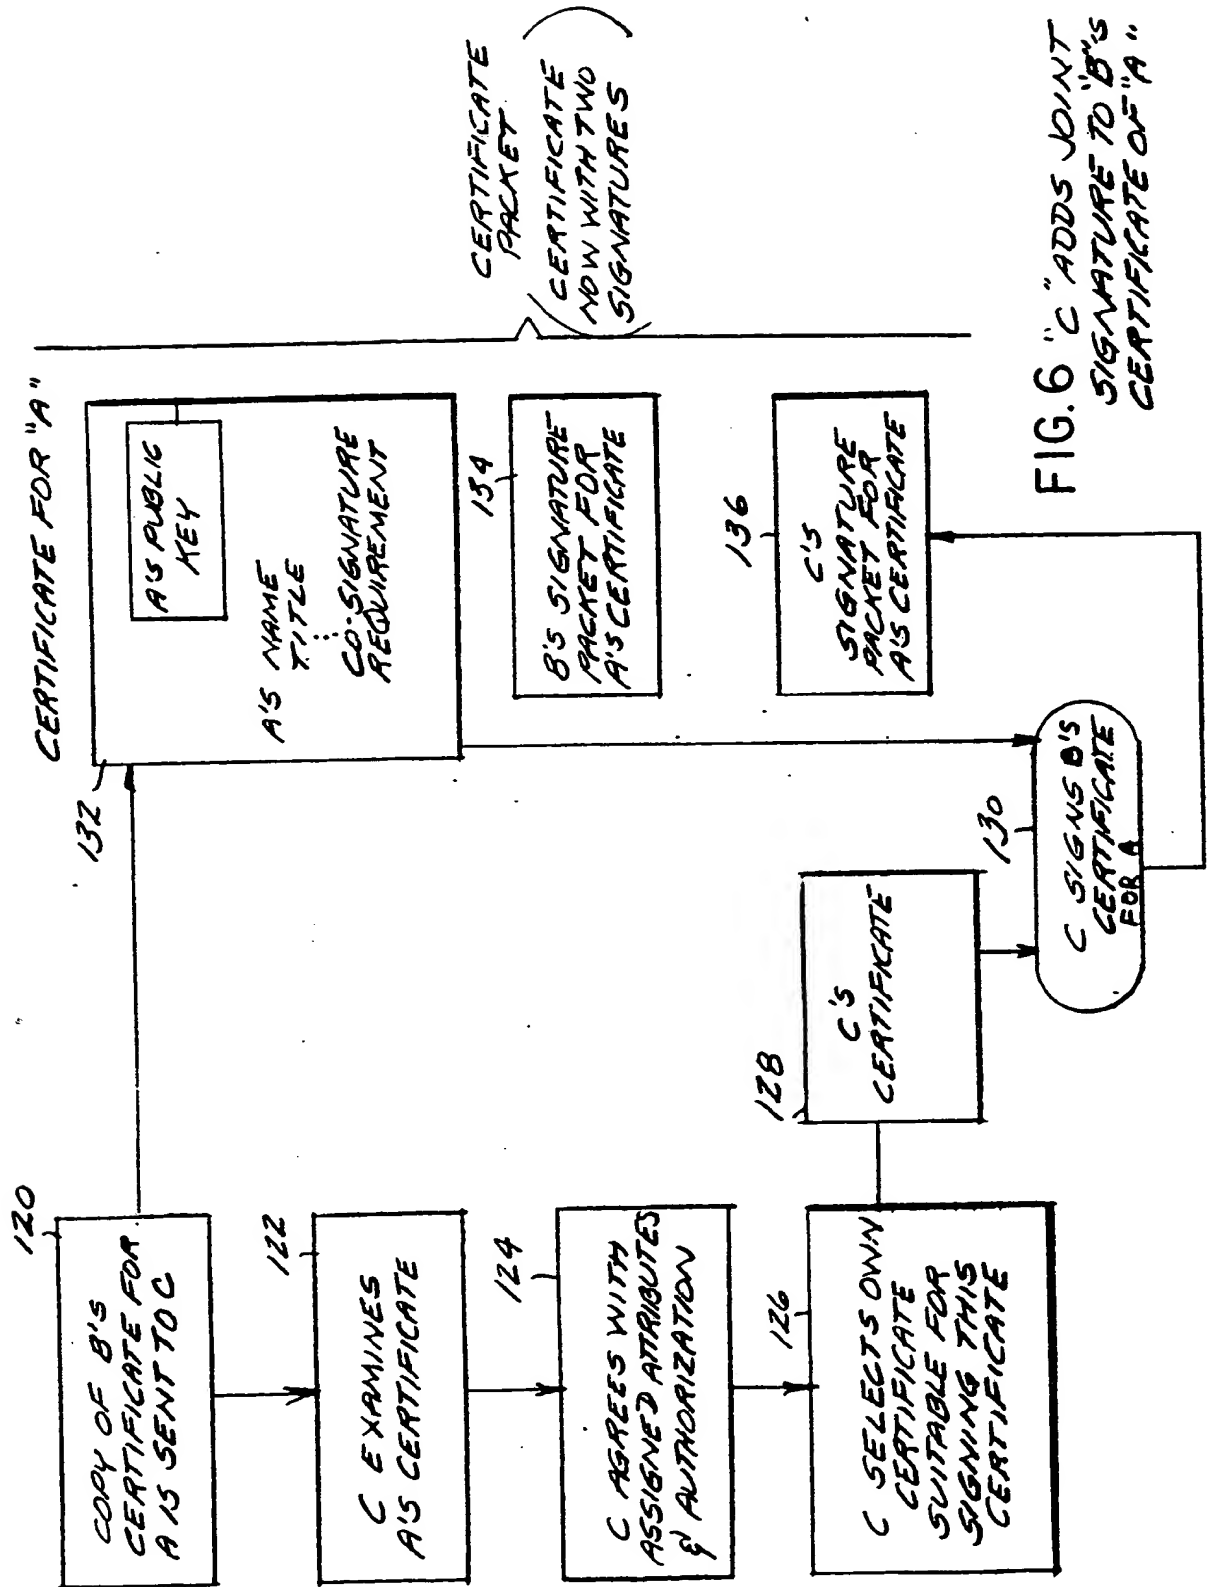 120
COPY OF B'S
CERTIFICATE FOR
A IS SENT TO C
122
C EXAMINES
A'S CERTIFICATE
124
C AGREES WITH
ASSIGNED ATTRIBUTES
& AUTHORIZATION
126
C SELECTS OWN
CERTIFICATE
SUITABLE FOR
SIGNING THIS
CERTIFICATE
128
C'S
CERTIFICATE
130
C SIGNS B'S
CERTIFICATE
FOR A
CERTIFICATE FOR "A"
132
A'S PUBLIC
KEY
A'S NAME
TITLE
CO-SIGNATURE
REQUIREMENT
134
B'S SIGNATURE
PACKET FOR
A'S CERTIFICATE
136
C'S
SIGNATURE
PACKET FOR
A'S CERTIFICATE
CERTIFICATE
PACKET
(CERTIFICATE
NOW WITH TWO
SIGNATURES)
FIG.6 "C" ADDS JOINT
SIGNATURE TO "B"'S
CERTIFICATE OF "A"